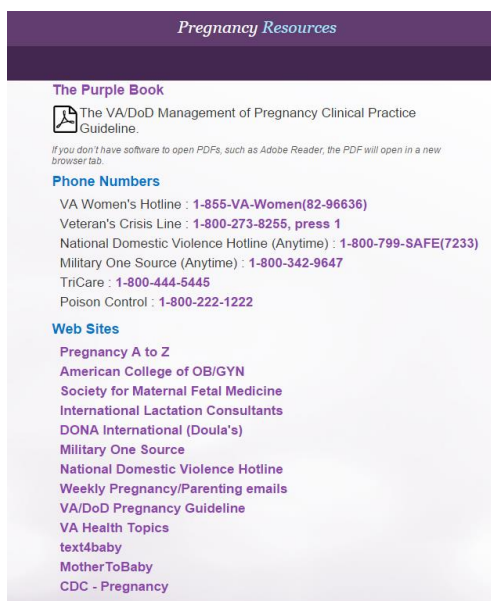 Pregnancy Resources
The Purple Book
The VA/DoD Management of Pregnancy Clinical Practice
Guideline.
If you don't have software to open PDFs, such as Adobe Reader, the PDF will open in a new
browser tab.
Phone Numbers
VA Women's Hotline : 1-855-VA-Women(82-96636)
Veteran's Crisis Line : 1-800-273-8255, press 1
National Domestic Violence Hotline (Anytime) : 1-800-799-SAFE(7233)
Military One Source (Anytime) : 1-800-342-9647
TriCare : 1-800-444-5445
Poison Control : 1-800-222-1222
Web Sites
Pregnancy A to Z
American College of OB/GYN
Society for Maternal Fetal Medicine
International Lactation Consultants
DONA International (Doula's)
Military One Source
National Domestic Violence Hotline
Weekly Pregnancy/Parenting emails
VA/DoD Pregnancy Guideline
VA Health Topics
text4baby
MotherToBaby
CDC - Pregnancy